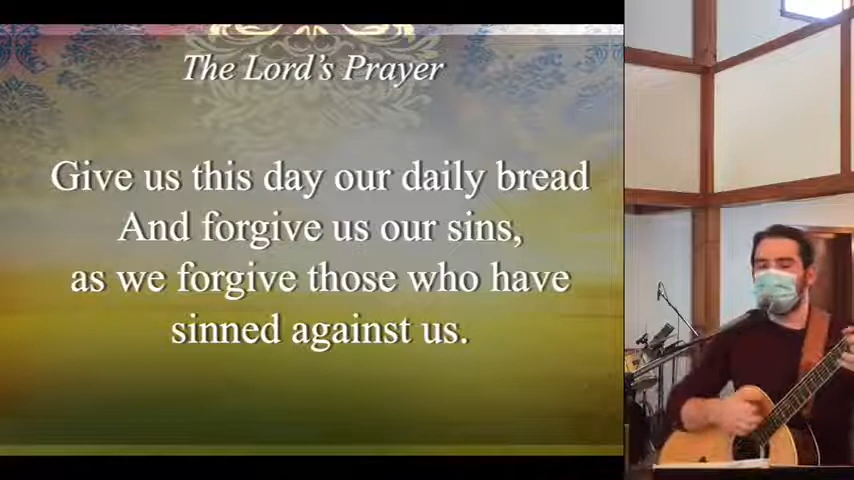 The Lord's Prayer
Give us this day our daily bread
And forgive us our sins,
as we forgive those who have
sinned against us.